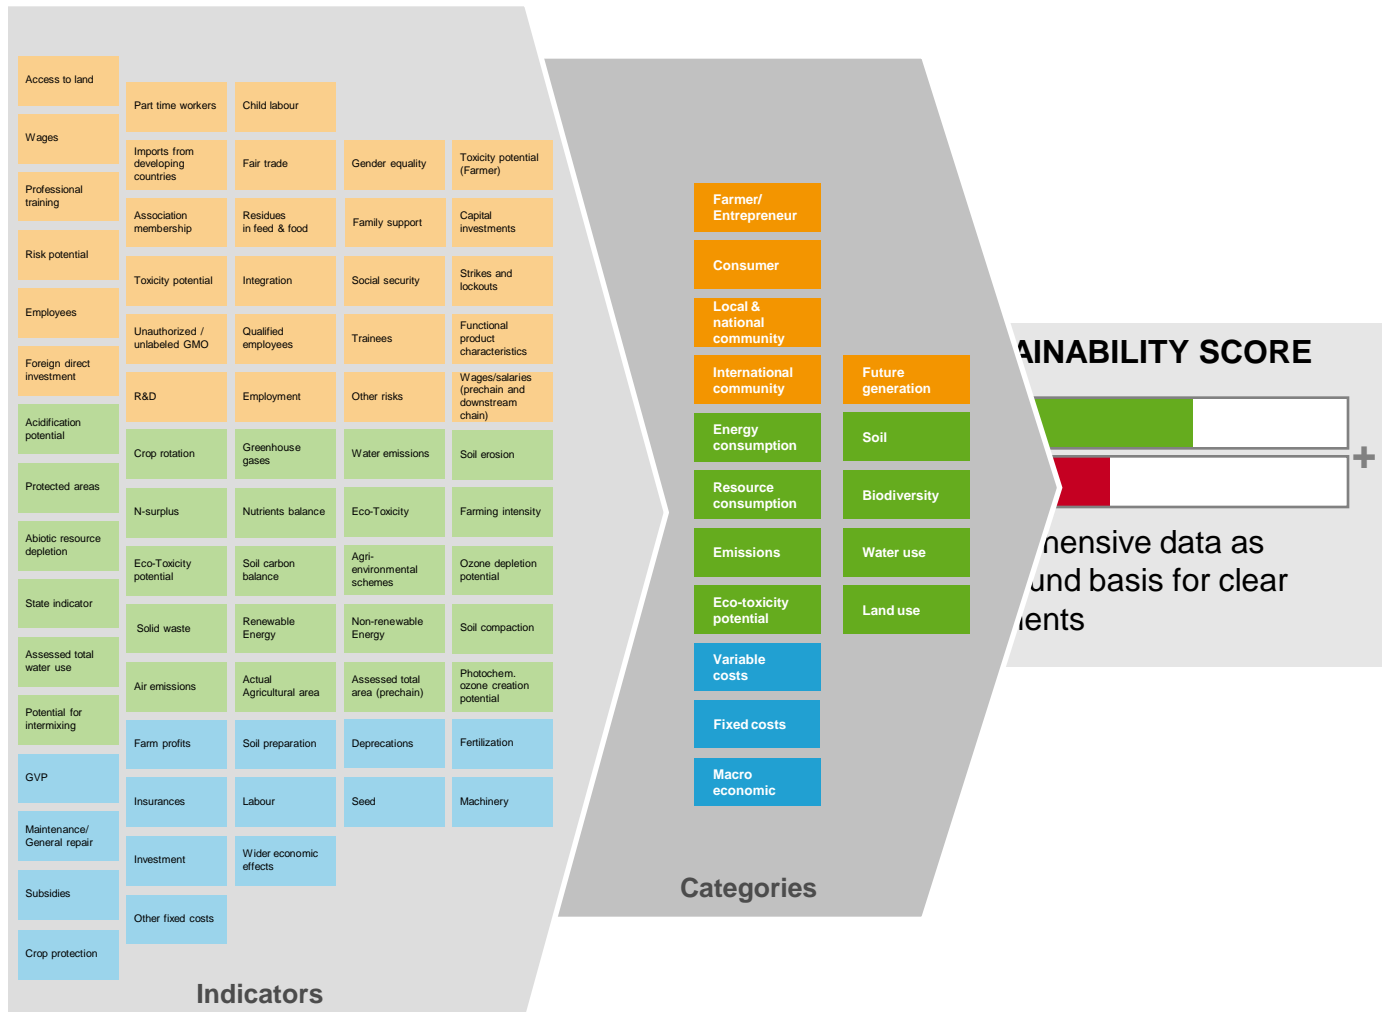 Access to land
Wages
Professional
training
Risk potential
Employees
Foreign direct
investment
Acidification
potential
Protected areas
Abiotic resource
depletion
State indicator
Assessed total
water use
Potential for
intermixing
GVP
Maintenance/
General repair
Subsidies
Crop protection
Part time workers
Imports from
developing
countries
Association
membership
Toxicity potential
Unauthorized /
unlabeled GMO
R&D
Crop rotation
N-surplus
Eco-Toxicity
potential
Solid waste
Air emissions
Farm profits
Insurances
Investment
Other fixed costs
Child labour
Fair trade
Residues
in feed & food
Integration
Qualified
employees
Employment
Greenhouse
gases
Nutrients balance
Soil carbon
balance
Renewable
Energy
Actual
Agricultural area
Soil preparation
Labour
Wider economic
effects
Gender equality
Family support
Social security
Trainees
Other risks
Water emissions
Eco-Toxicity
Agri-
environmental
schemes
Non-renewable
Energy
Assessed total
area (prechain)
Deprecations
Seed
Toxicity potential
(Farmer)
Capital
investments
Strikes and
lockouts
Functional
product
characteristics
Wages/salaries
(prechain and
downstream
chain)
Soil erosion
Farming intensity
Ozone depletion
potential
Soil compaction
Photochem.
ozone creation
potential
Fertilization
Machinery
Indicators
Farmer/
Entrepreneur
Consumer
Local &
national
community
International
community
Energy
consumption
Resource
consumption
Emissions
Eco-toxicity
potential
Variable
costs
Fixed costs
Macro
economic
Future
generation
Soil
Biodiversity
Water use
Land use
Categories
AINABILITY SCORE
+
hensive data as
und basis for clear
ents